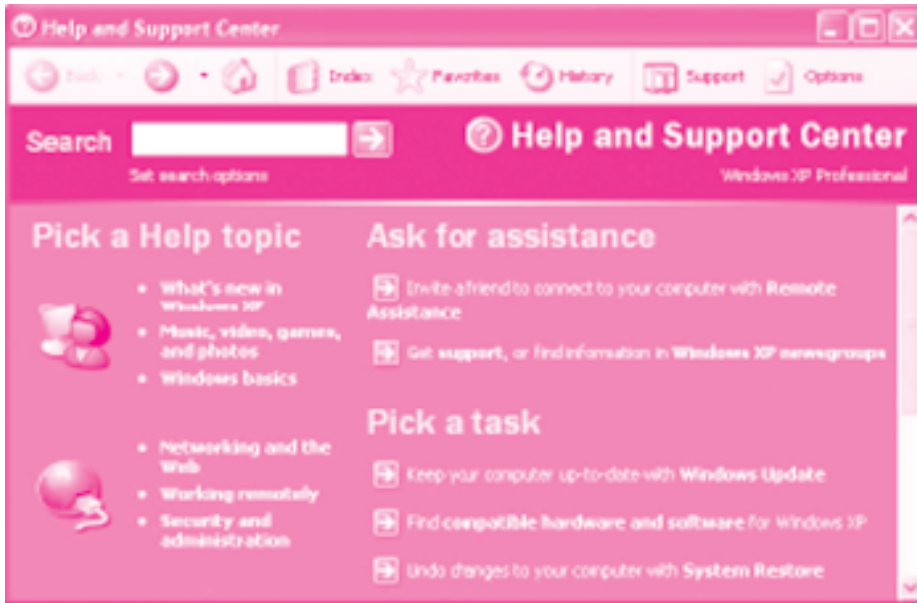 Help and Support Center
Back Index Favorites History Support Options
Search
Set search options
Help and Support Center
Windows XP Professional
Pick a Help topic
What's new in
Windows XP
Music, video, games,
and photos
Windows basics
Networking and the
Web
Working remotely
Security and
administration
Ask for assistance
Invite a friend to connect to your computer with Remote
Assistance
Get support, or find information in Windows XP newsgroups
Pick a task
Keep your computer up-to-date with Windows Update
Find compatible hardware and software for Windows XP
Undo changes to your computer with System Restore